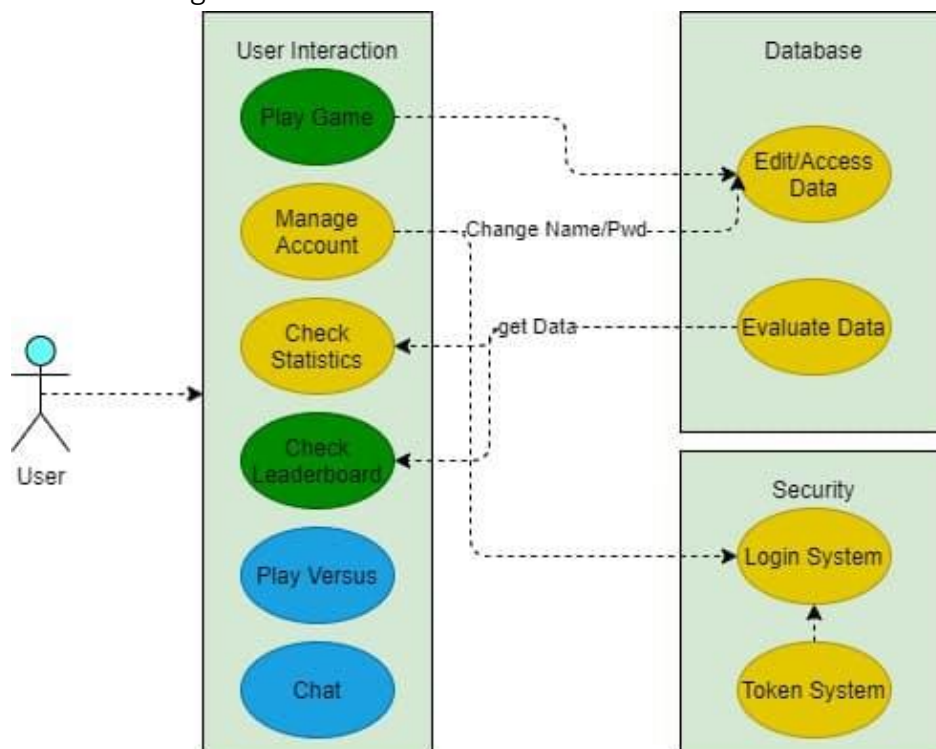 User Interaction
Play Game
Manage
Account
Check
Statistics
Check
Leaderboard
Play Versus
Chat
User
Change Name/Pwd
get Data
Database
Edit/Access
Data
Evaluate Data
Security
Login System
Token System